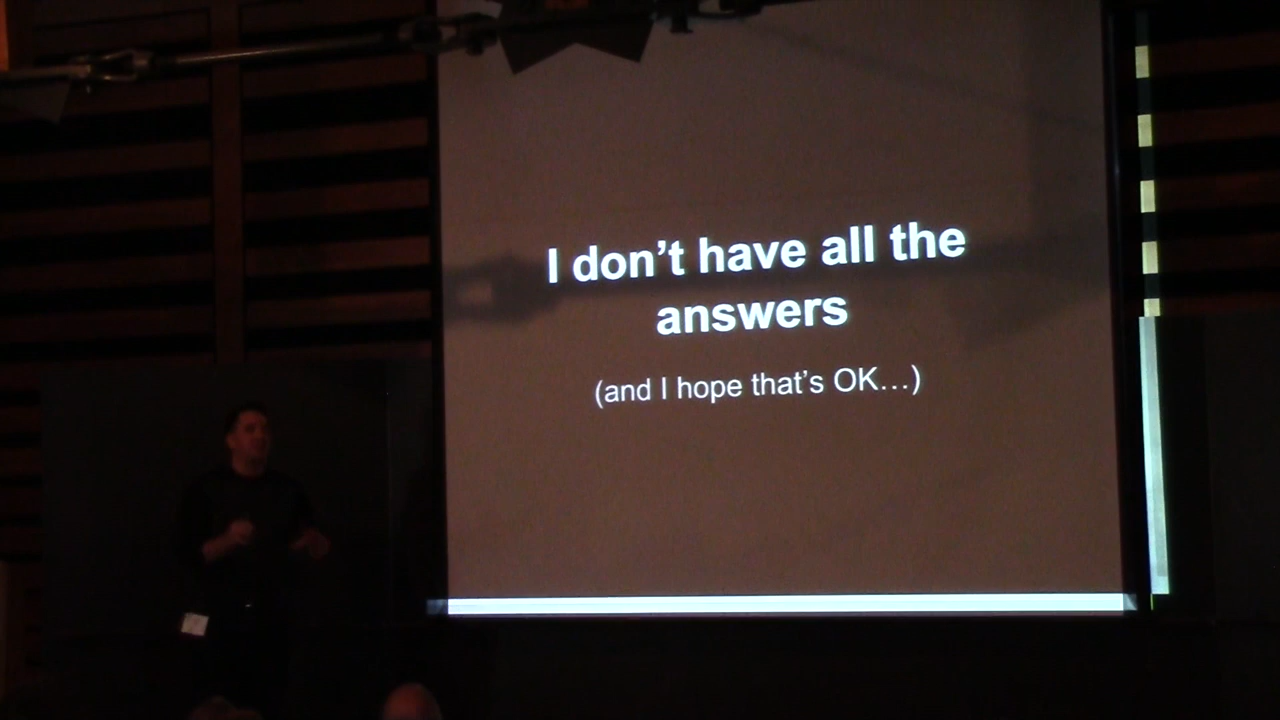 I don’t have all the
answers
(and I hope that’s OK…)